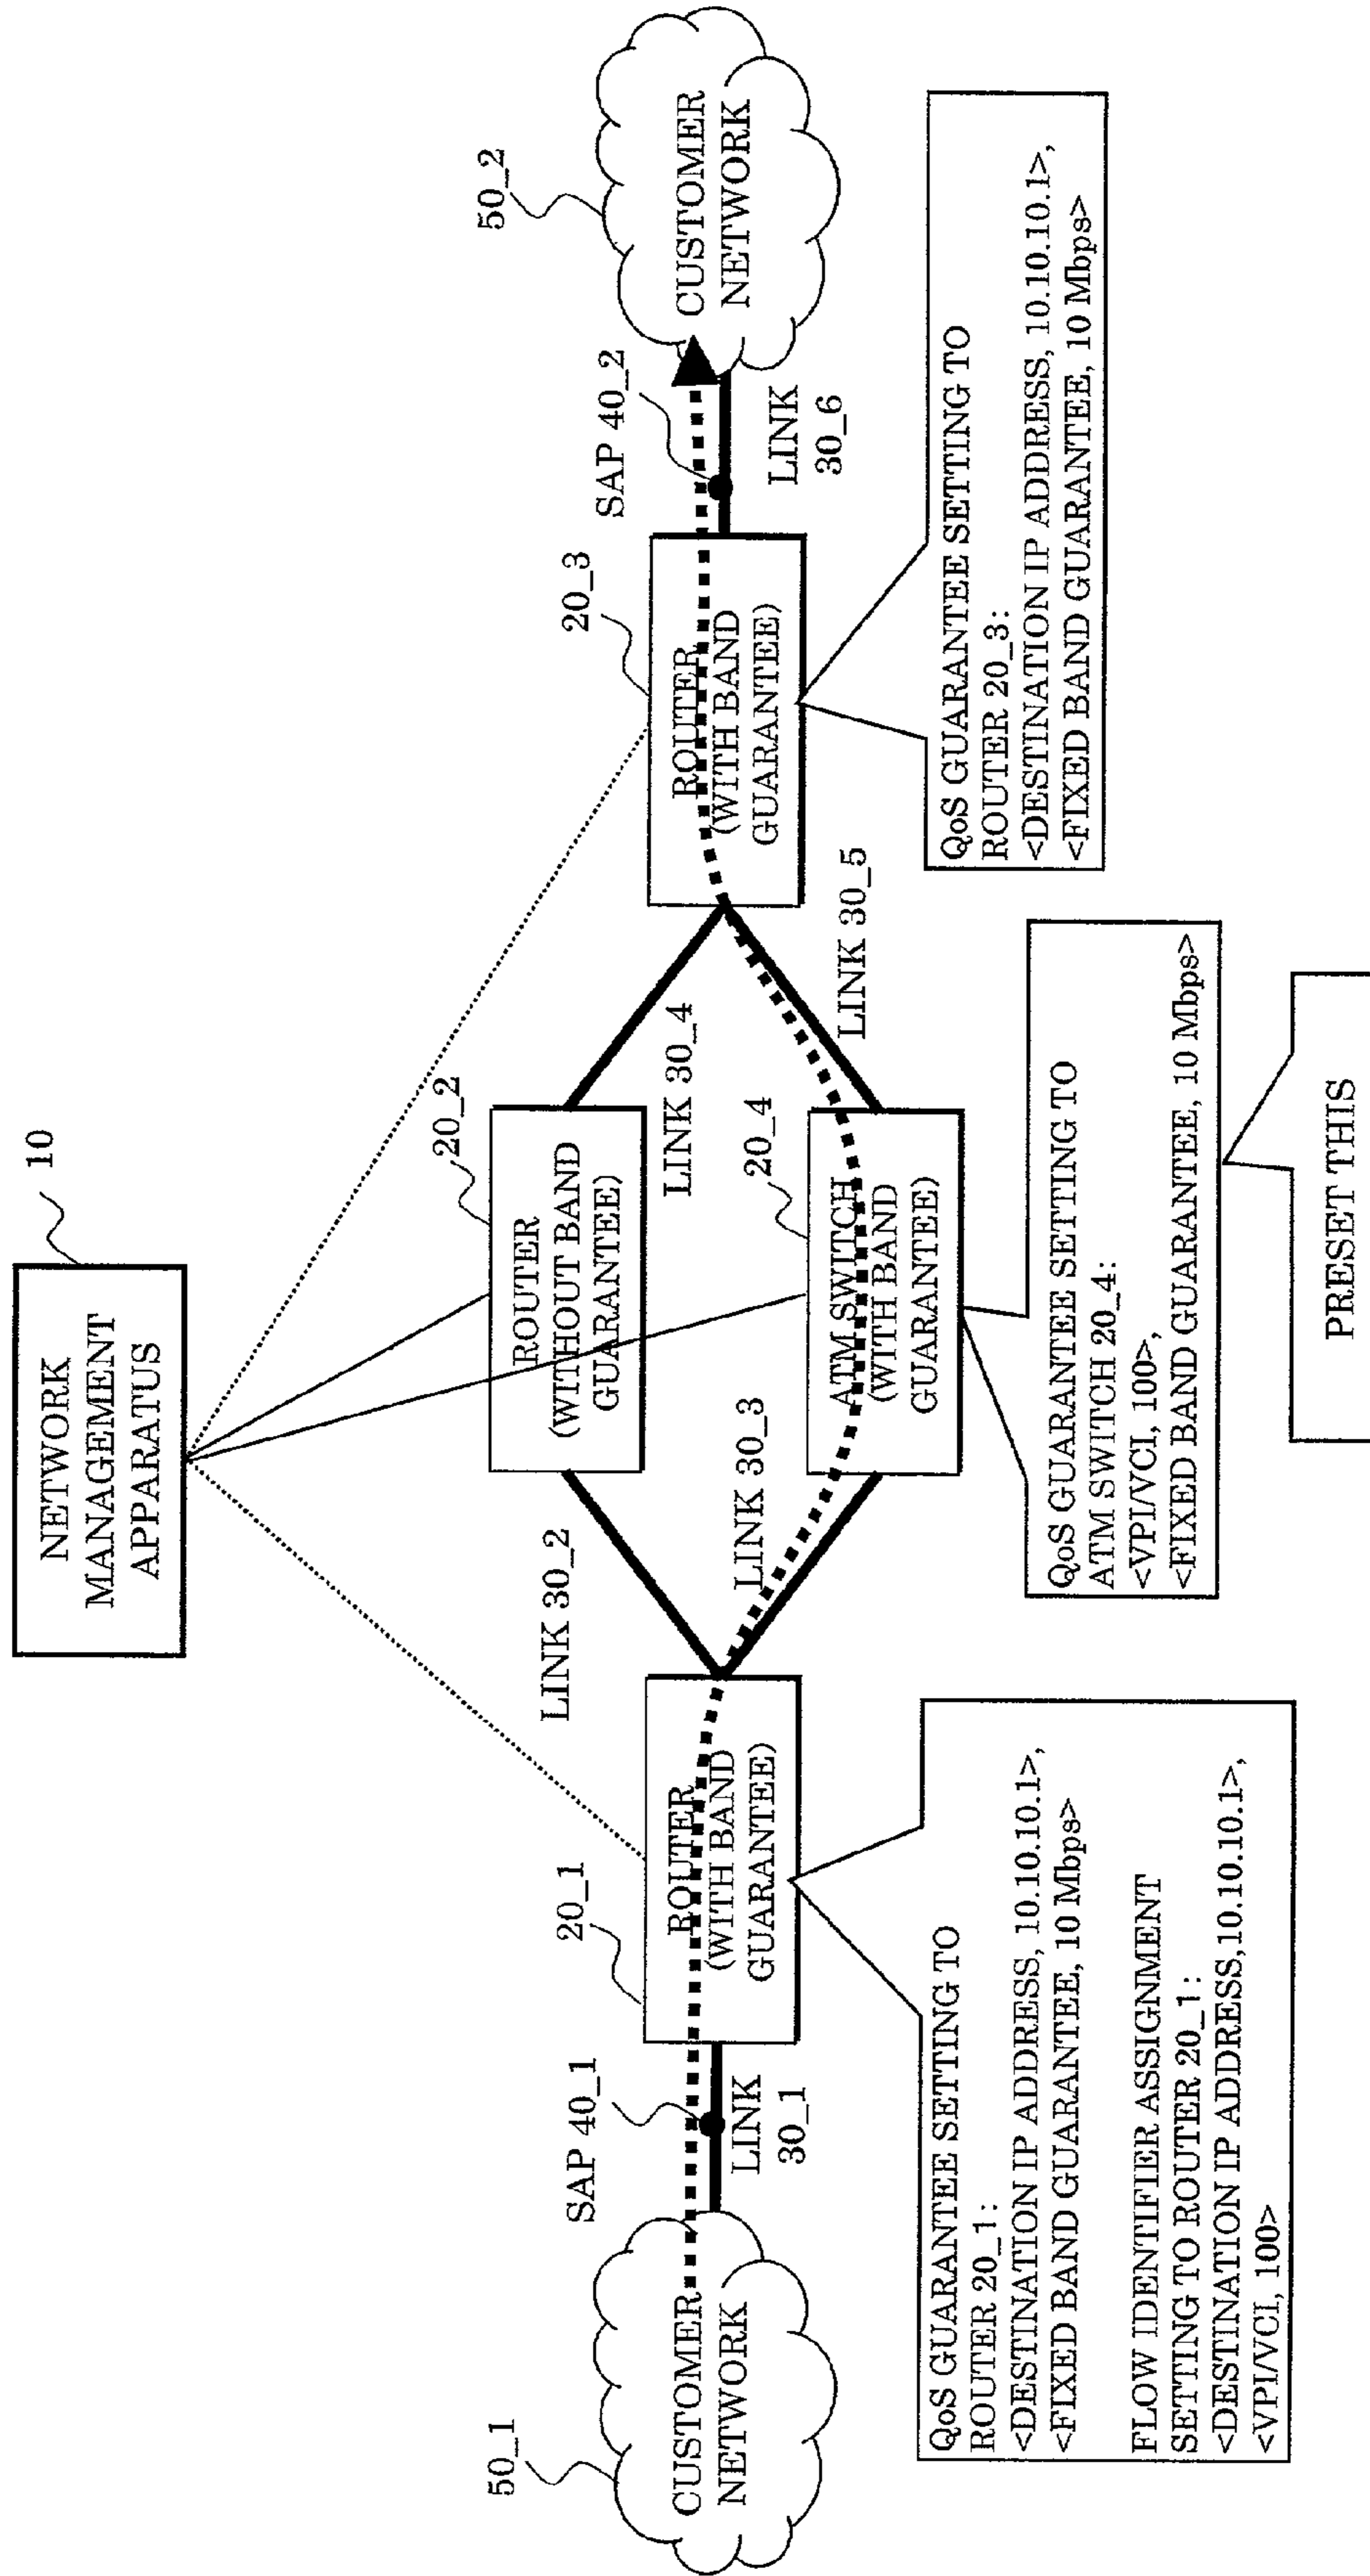 NETWORK
MANAGEMENT
APPARATUS
10
50_1
CUSTOMER
NETWORK
SAP 40_1
LINK
30_1
20_1
ROUTER
(WITH BAND
GUARANTEE)
LINK 30_2
LINK 30_3
20_2
ROUTER
(WITHOUT BAND
GUARANTEE)
20_4
ATM SWITCH
(WITH BAND
GUARANTEE)
LINK 30_4
LINK 30_5
20_3
ROUTER
(WITH BAND
GUARANTEE)
SAP 40_2
LINK
30_6
50_2
CUSTOMER
NETWORK
QoS GUARANTEE SETTING TO
ROUTER 20_1:
<DESTINATION IP ADDRESS, 10.10.10.1>,
<FIXED BAND GUARANTEE, 10 Mbps>
FLOW IDENTIFIER ASSIGNMENT
SETTING TO ROUTER 20_1:
<DESTINATION IP ADDRESS,10.10.10.1>,
<VPI/VCI, 100>
QoS GUARANTEE SETTING TO
ATM SWITCH 20_4:
<VPI/VCI, 100>,
<FIXED BAND GUARANTEE, 10 Mbps>
PRESET THIS
QoS GUARANTEE SETTING TO
ROUTER 20_3:
<DESTINATION IP ADDRESS, 10.10.10.1>,
<FIXED BAND GUARANTEE, 10 Mbps>